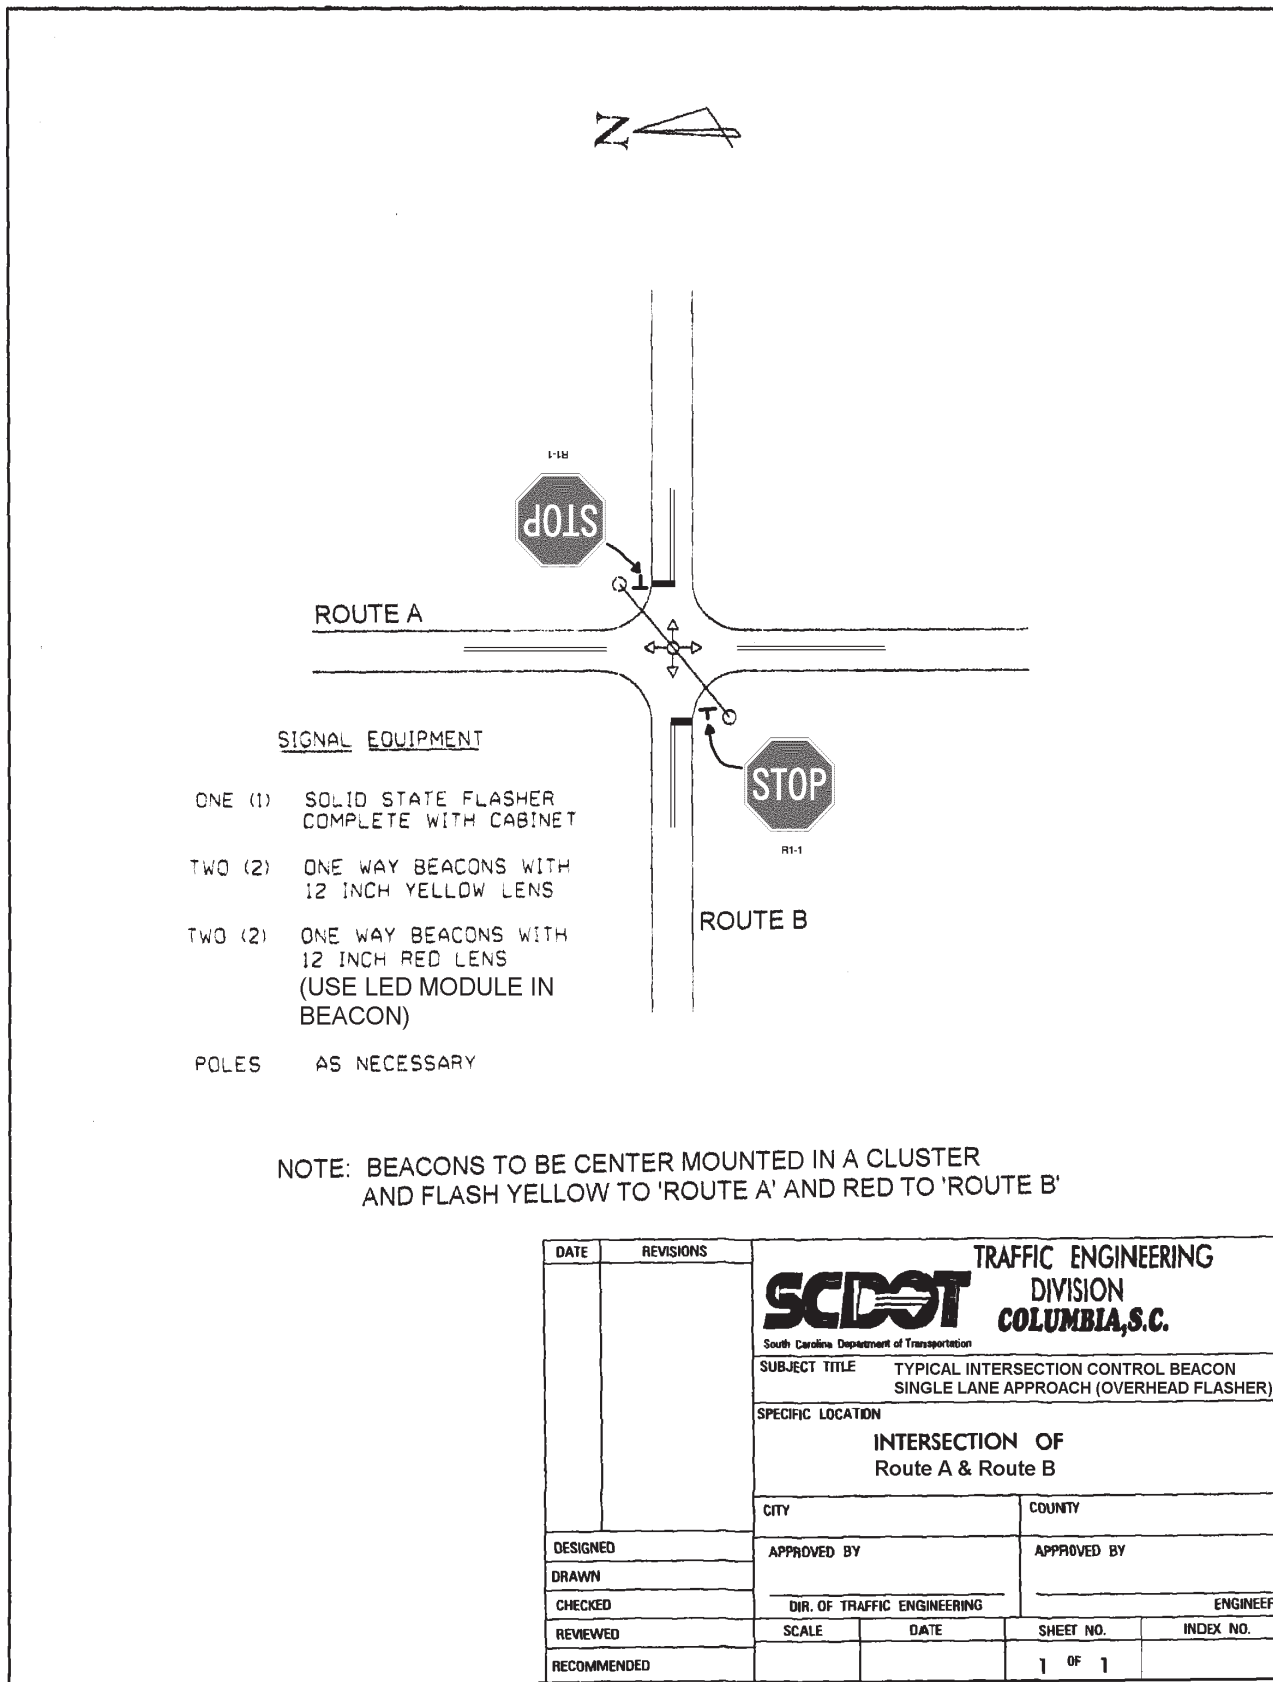 N
R1-1
STOP
ROUTE A
STOP
R1-1
ROUTE B
SIGNAL EQUIPMENT
ONE (1) SOLID STATE FLASHER
COMPLETE WITH CABINET
TWO (2) ONE WAY BEACONS WITH
12 INCH YELLOW LENS
TWO (2) ONE WAY BEACONS WITH
12 INCH RED LENS
(USE LED MODULE IN
BEACON)
POLES AS NECESSARY
NOTE: BEACONS TO BE CENTER MOUNTED IN A CLUSTER
AND FLASH YELLOW TO 'ROUTE A' AND RED TO 'ROUTE B'
DATE REVISIONS
SCDOT
South Carolina Department of Transportation
TRAFFIC ENGINEERING
DIVISION
COLUMBIA, S.C.
SUBJECT TITLE TYPICAL INTERSECTION CONTROL BEACON
SINGLE LANE APPROACH (OVERHEAD FLASHER)
SPECIFIC LOCATION
INTERSECTION OF
Route A & Route B
CITY COUNTY
DESIGNED
DRAWN
CHECKED
REVIEWED
RECOMMENDED
APPROVED BY APPROVED BY
DIR. OF TRAFFIC ENGINEERING ENGINEER
SCALE DATE SHEET NO. INDEX NO.
1 OF 1